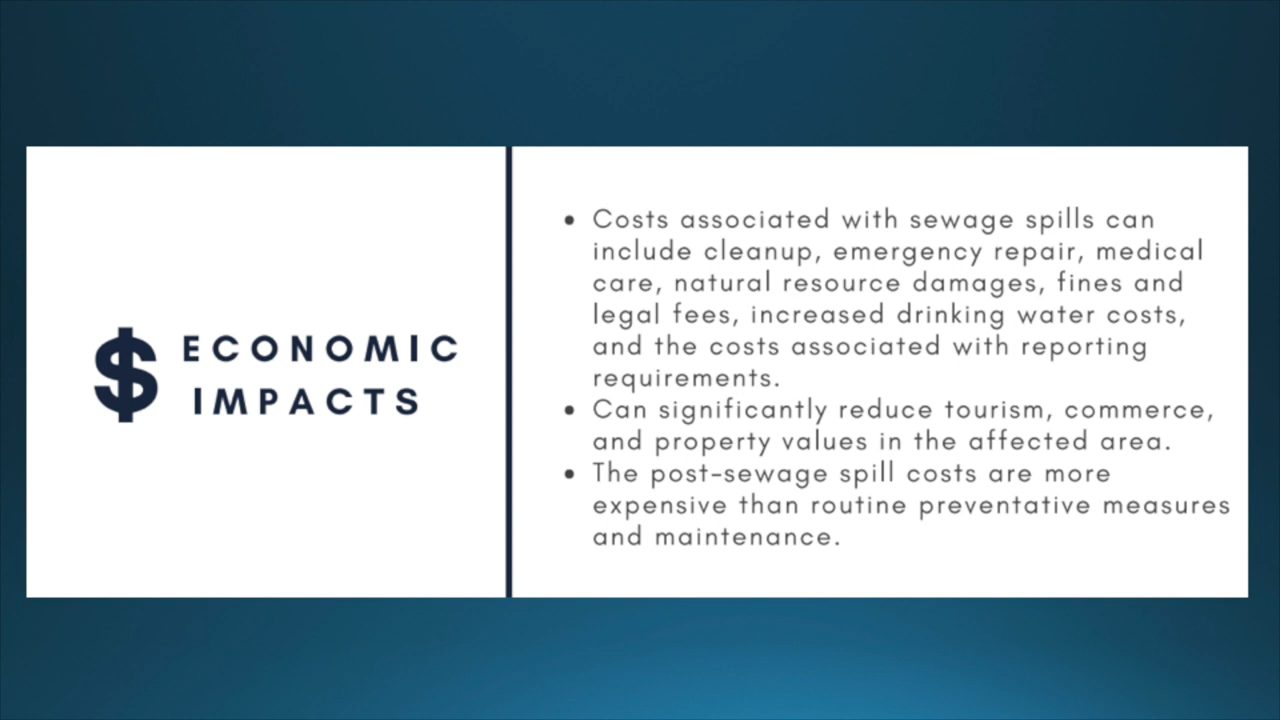 $ ECONOMIC
IMPACTS
• Costs associated with sewage spills can
include cleanup, emergency repair, medical
care, natural resource damages, fines and
legal fees, increased drinking water costs,
and the costs associated with reporting
requirements.
• Can significantly reduce tourism, commerce,
and property values in the affected area.
• The post-sewage spill costs are more
expensive than routine preventative measures
and maintenance.